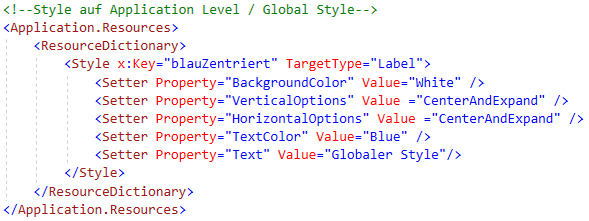 <!--Style auf Application Level / Global Style-->
<Application.Resources>
    <ResourceDictionary>
        <Style x:Key="blauZentriert" TargetType="Label">
            <Setter Property="BackgroundColor" Value="White" />
            <Setter Property="VerticalOptions" Value ="CenterAndExpand" />
            <Setter Property="HorizontalOptions" Value ="CenterAndExpand" />
            <Setter Property="TextColor" Value="Blue" />
            <Setter Property="Text" Value="Globaler Style"/>
        </Style>
    </ResourceDictionary>
</Application.Resources>